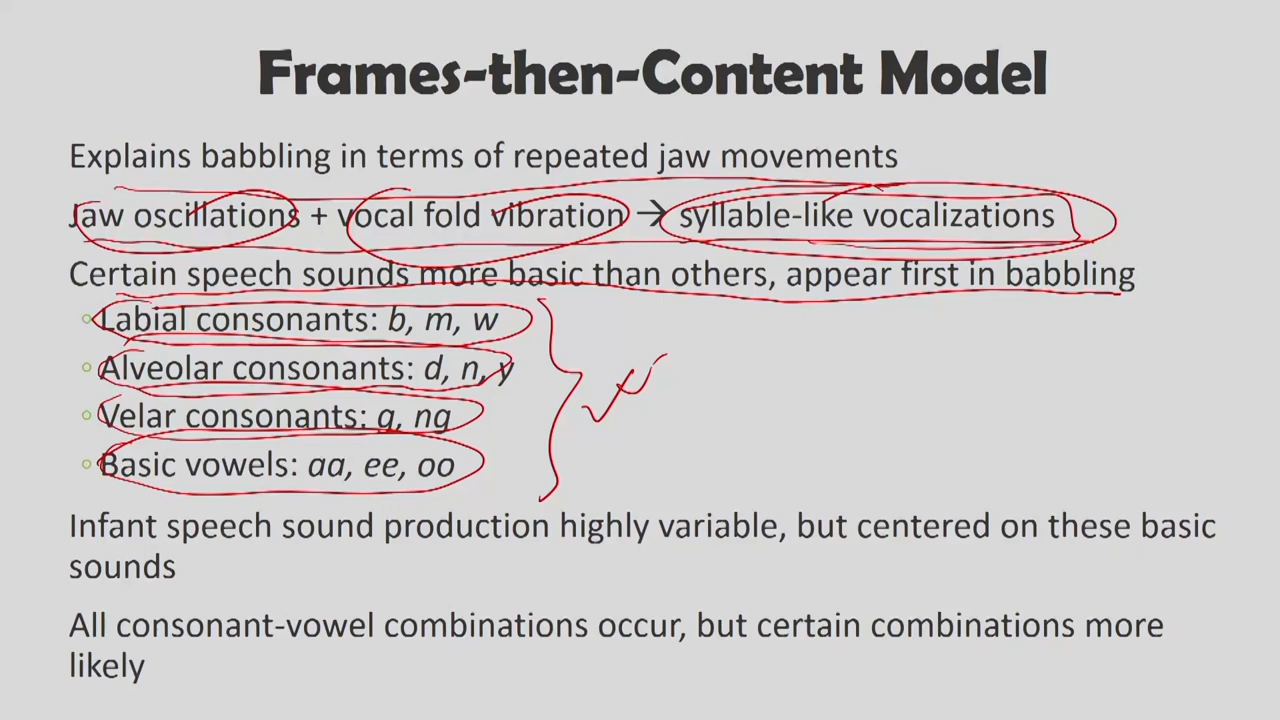 Frames-then-Content Model
Explains babbling in terms of repeated jaw movements
Jaw oscillations + vocal fold vibration → syllable-like vocalizations
Certain speech sounds more basic than others, appear first in babbling
Labial consonants: b, m, w
Alveolar consonants: d, n, y
Velar consonants: g, ng
Basic vowels: aa, ee, oo
Infant speech sound production highly variable, but centered on these basic
sounds
All consonant-vowel combinations occur, but certain combinations more
likely